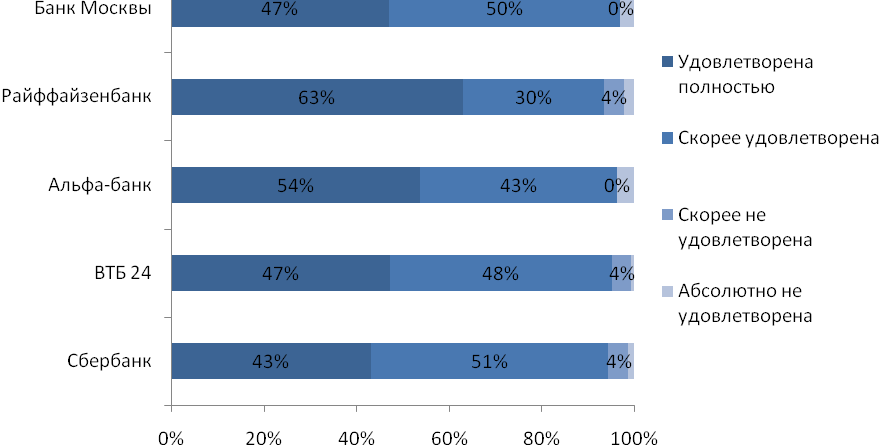 Банк Москвы 47% 50% 0%
Райффайзенбанк 63% 30% 4%
Альфа-банк 54% 43% 0%
ВТБ 24 47% 48% 4%
Сбербанк 43% 51% 4%
0% 20% 40% 60% 80% 100%
Удовлетворена
полностью
Скорее удовлетворена
Скорее не
удовлетворена
Абсолютно не
удовлетворена